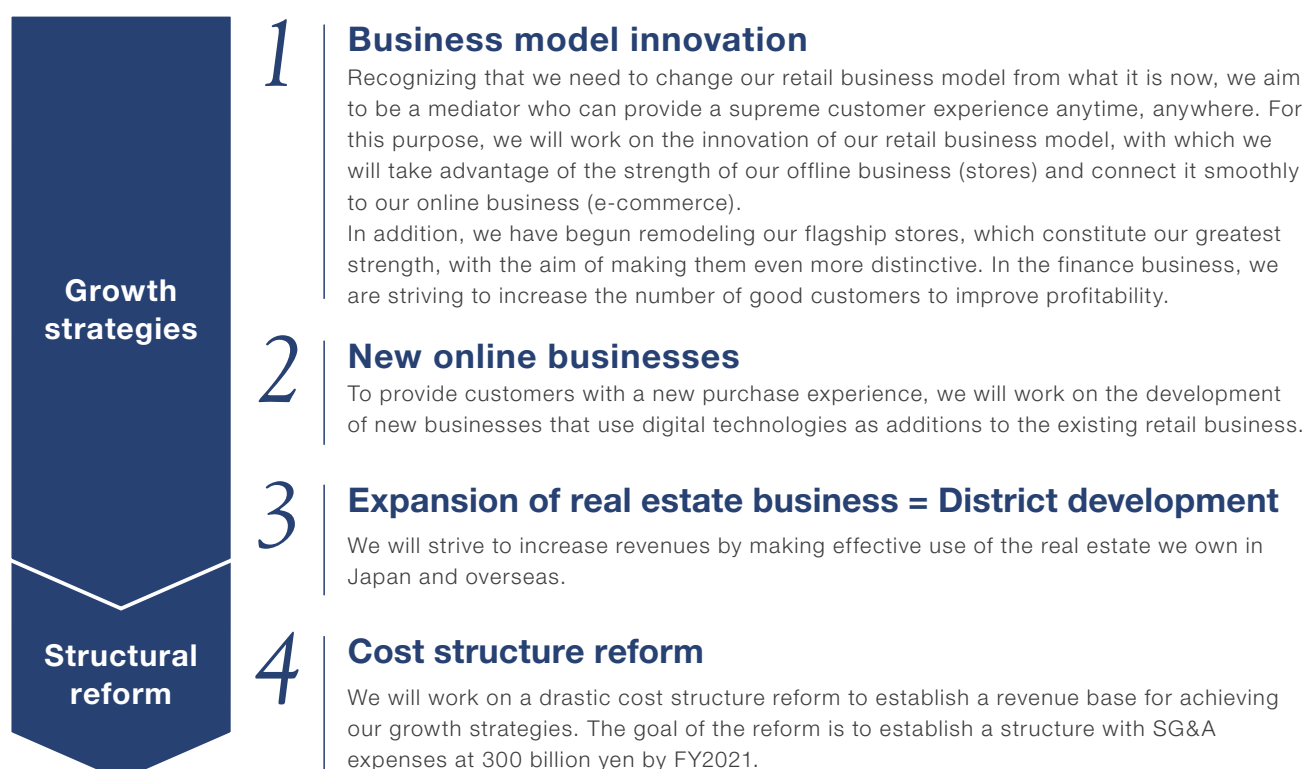 Growth
strategies
1
Business model innovation
Recognizing that we need to change our retail business model from what it is now, we aim
to be a mediator who can provide a supreme customer experience anytime, anywhere. For
this purpose, we will work on the innovation of our retail business model, with which we
will take advantage of the strength of our offline business (stores) and connect it smoothly
to our online business (e-commerce).
In addition, we have begun remodeling our flagship stores, which constitute our greatest
strength, with the aim of making them even more distinctive. In the finance business, we
are striving to increase the number of good customers to improve profitability.
2
New online businesses
To provide customers with a new purchase experience, we will work on the development
of new businesses that use digital technologies as additions to the existing retail business.
3
Expansion of real estate business = District development
We will strive to increase revenues by making effective use of the real estate we own in
Japan and overseas.
Structural
reform
4
Cost structure reform
We will work on a drastic cost structure reform to establish a revenue base for achieving
our growth strategies. The goal of the reform is to establish a structure with SG&A
expenses at 300 billion yen by FY2021.